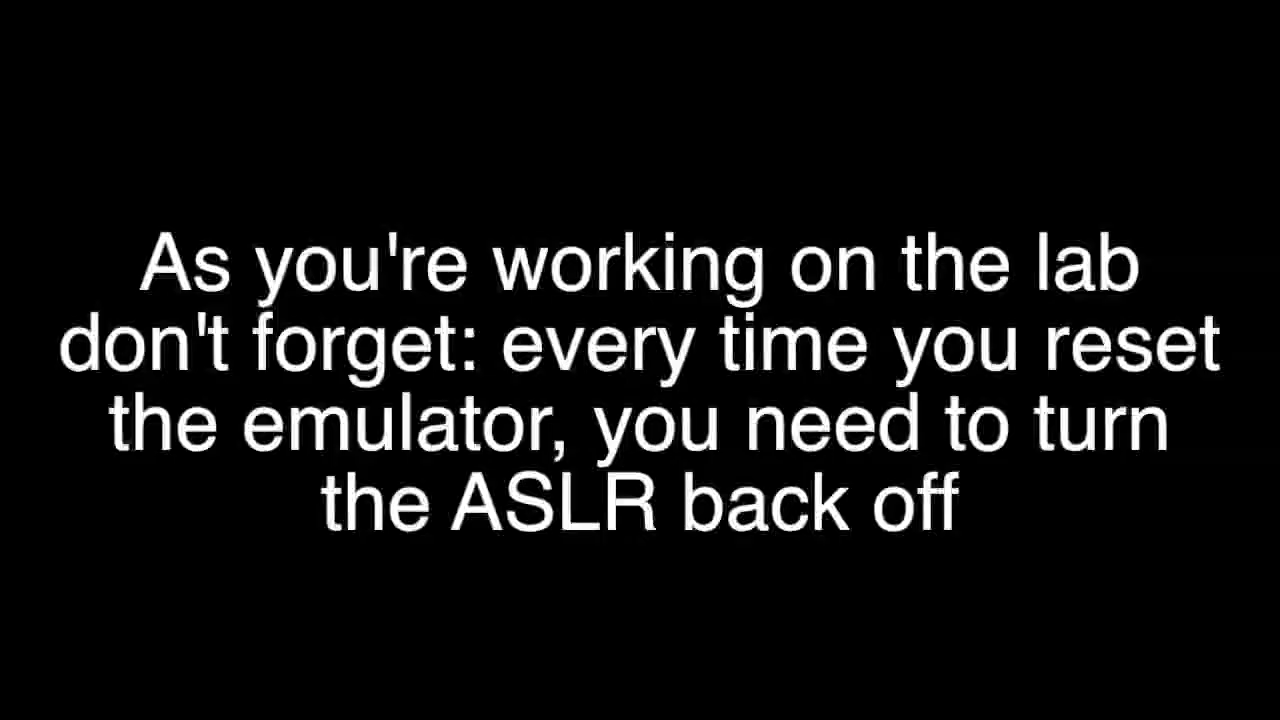 As you're working on the lab
don't forget: every time you reset
the emulator, you need to turn
the ASLR back off